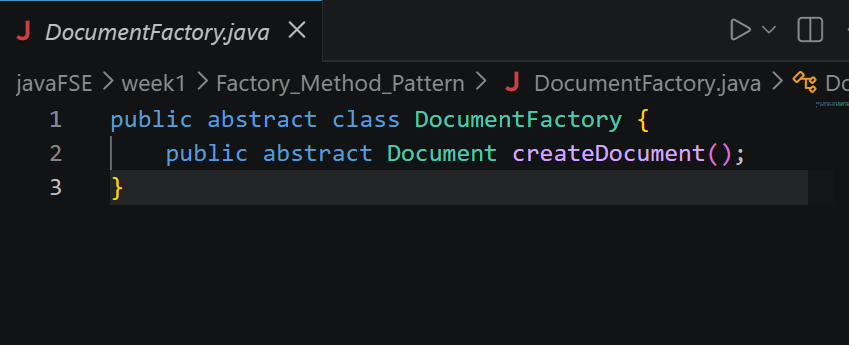 J DocumentFactory.java
javaFSE > week1 > Factory_Method_Pattern > J DocumentFactory.java > Do
1 public abstract class DocumentFactory {
2     public abstract Document createDocument();
3 }